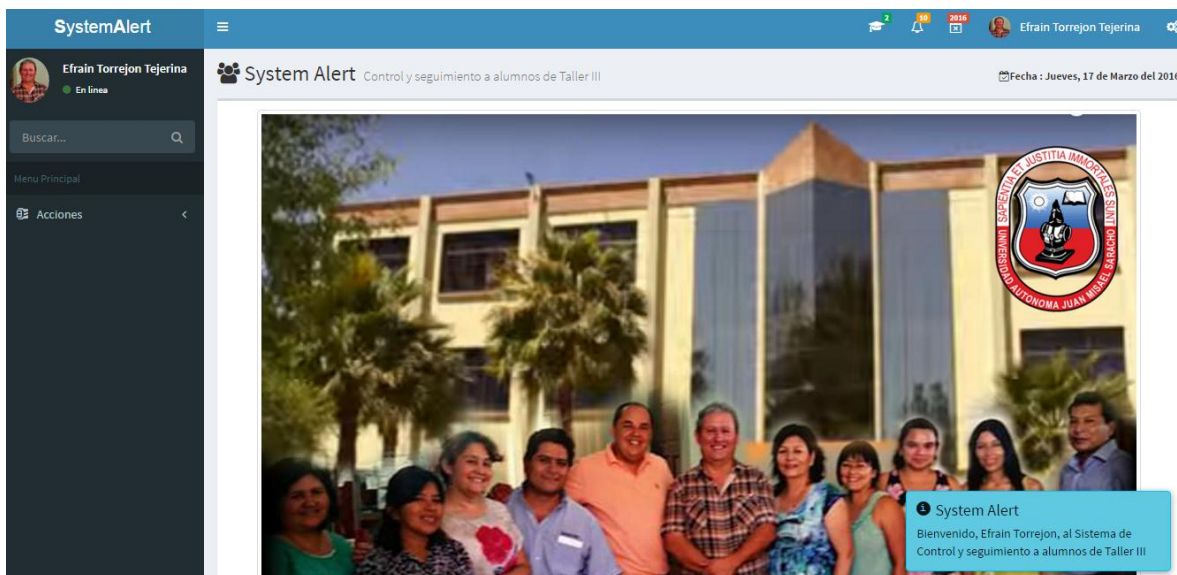 SystemAlert
2
10
2016
Efrain Torrejon Tejerina
Efrain Torrejon Tejerina
En linea
System Alert Control y seguimiento a alumnos de Taller III
Fecha : Jueves, 17 de Marzo del 2016
Buscar...
Menu Principal
Acciones
SAPIENTIA ET JUSTITIA IMMORTALES SUNT
UNIVERSIDAD AUTONOMA JUAN MISAEL SARACHO
System Alert
Bienvenido, Efrain Torrejon, al Sistema de
Control y seguimiento a alumnos de Taller III